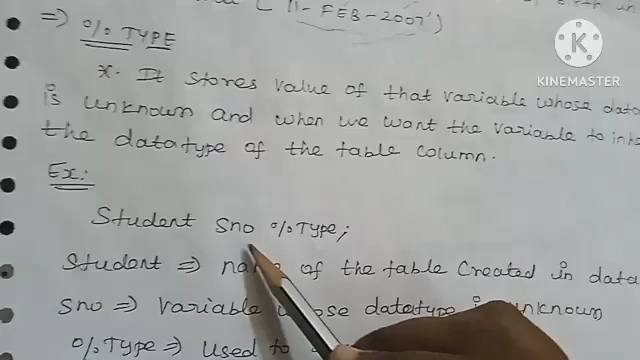 ( 11-FEB-2007')
KINEMASTER
=> % TYPE
x. It stores value of that variable whose data
is unknown and when we want the variable to inhe
the datatype of the table column.
Ex:
Student sno %Type;
Student => of the table created in data
Sno => variable datatype is unknown
%Type => Used to